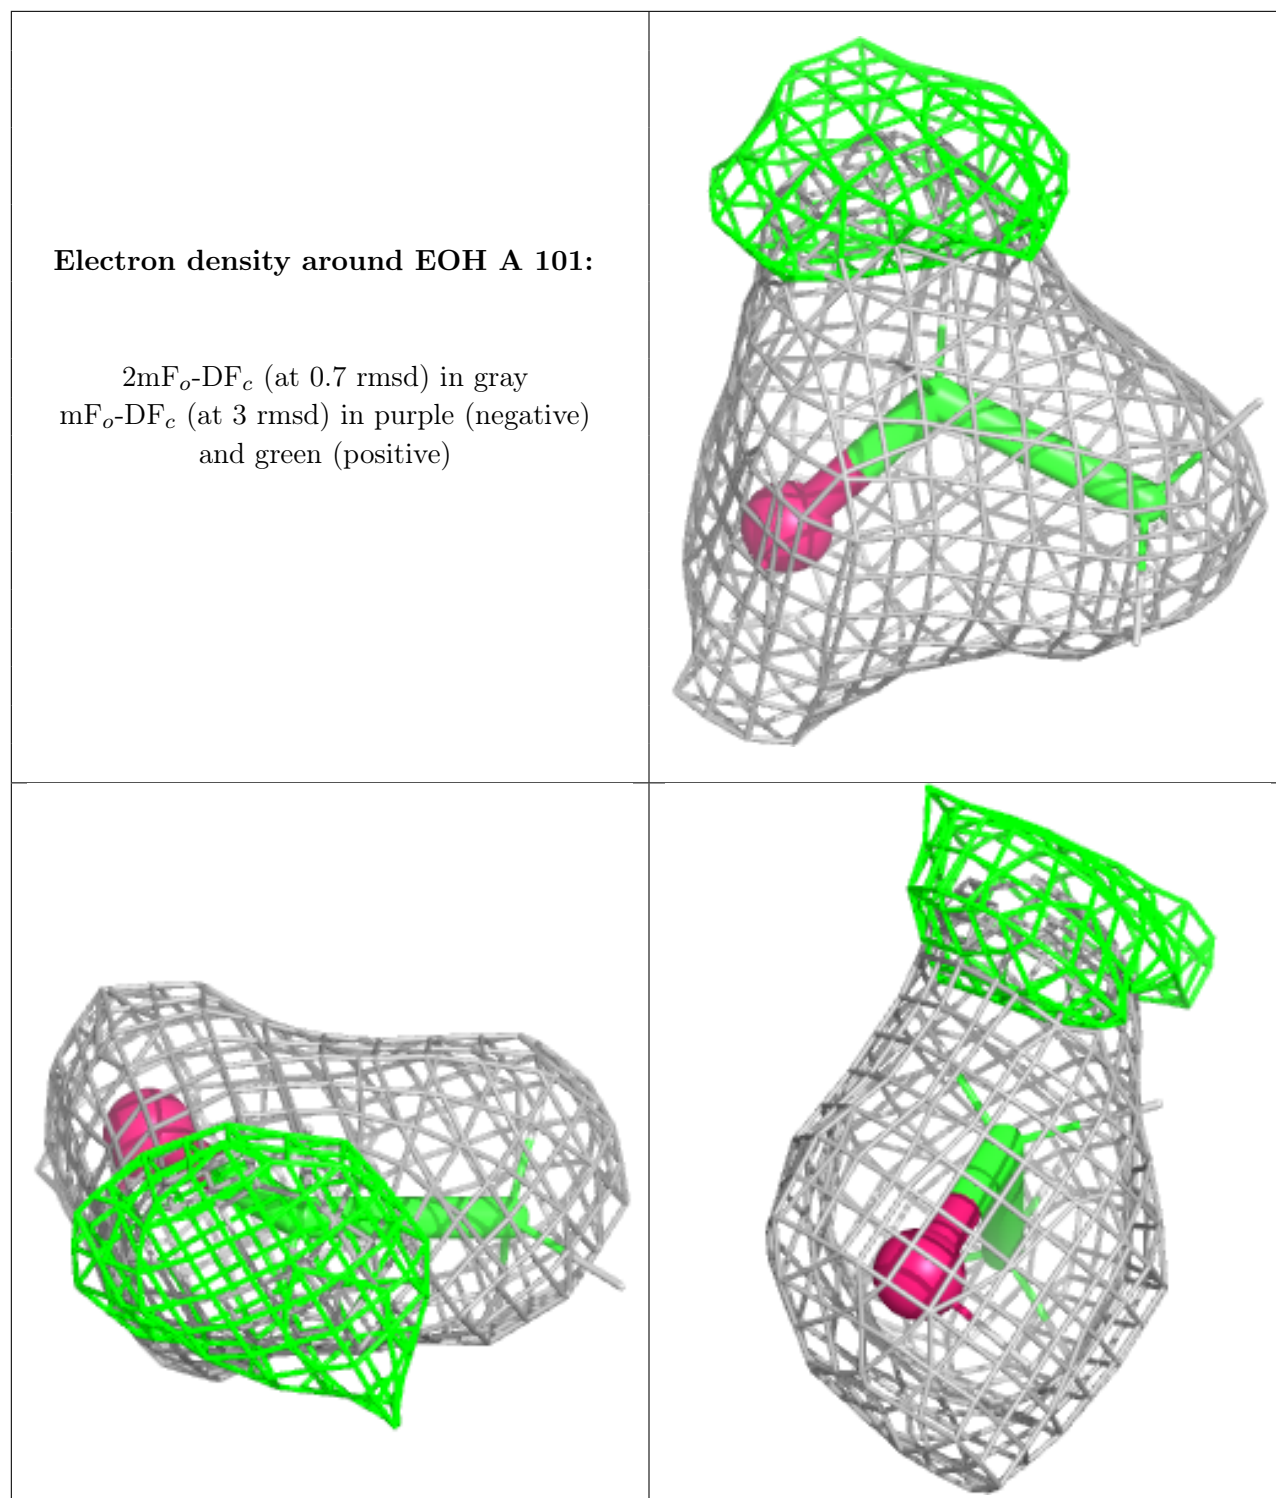 Electron density around EOH A 101:
2mFo-DFc (at 0.7 rmsd) in gray
mFo-DFc (at 3 rmsd) in purple (negative)
and green (positive)